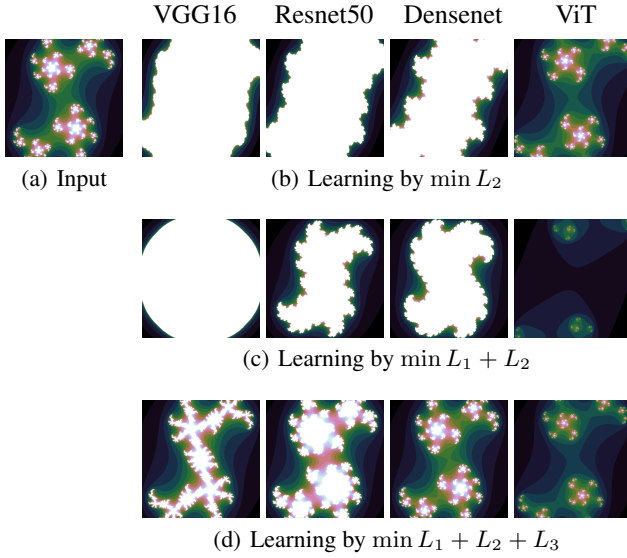 VGG16 Resnet50 Densenet ViT
(a) Input
(b) Learning by min L₂
(c) Learning by min L₁ + L₂
(d) Learning by min L₁ + L₂ + L₃